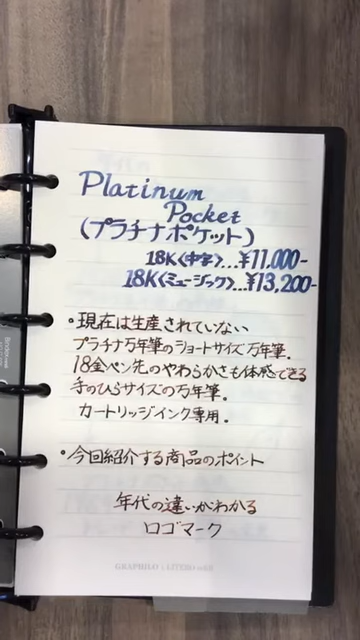 Platinum
Pocket
(プラチナポケット)
18K〈中字〉...¥11,000-
18K〈ミュージック〉...¥13,200-
・現在は生産されていない
プラチナ万年筆のショートサイズ万年筆.
18金ペン先のやわらかさも体感できる
手のひらサイズの万年筆.
カートリッジインク専用.
・今回紹介する商品のポイント
年代の違いがわかる
ロゴマーク
GRAPHILO